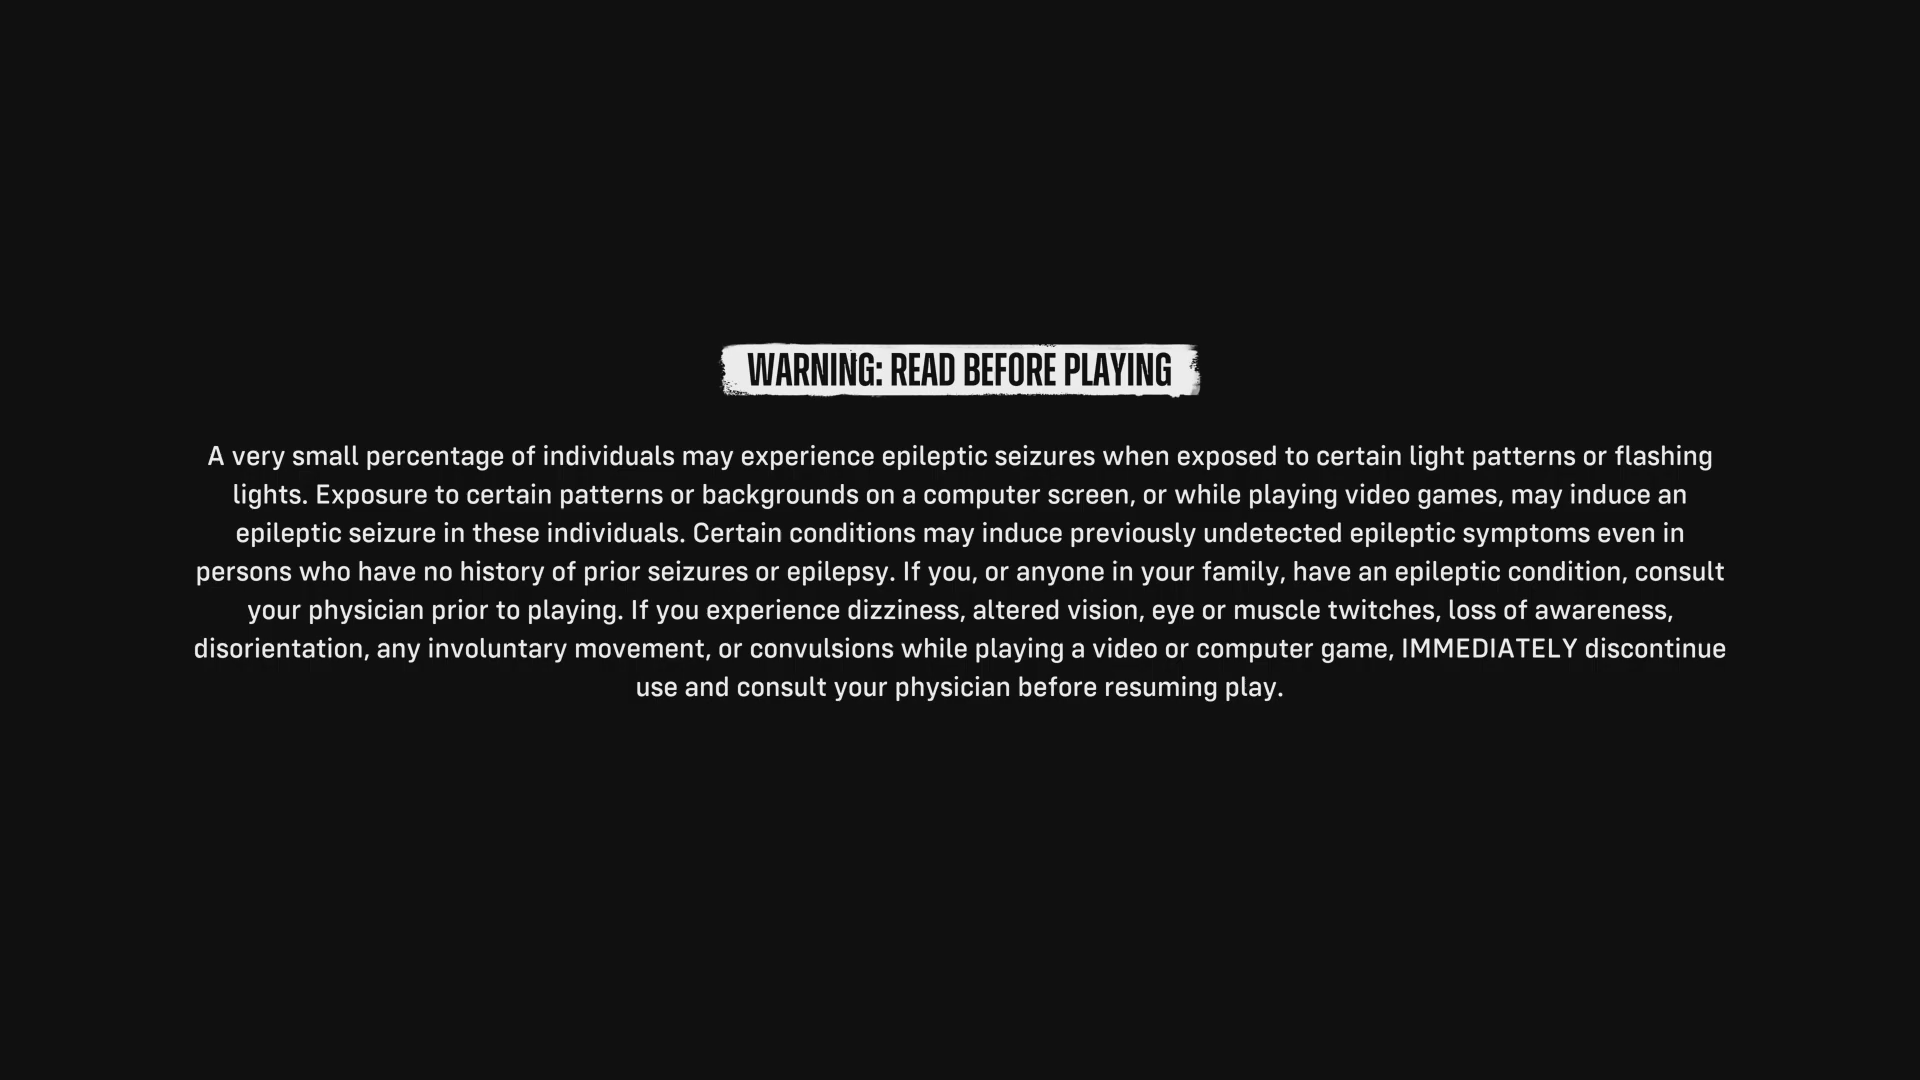 WARNING: READ BEFORE PLAYING
A very small percentage of individuals may experience epileptic seizures when exposed to certain light patterns or flashing
lights. Exposure to certain patterns or backgrounds on a computer screen, or while playing video games, may induce an
epileptic seizure in these individuals. Certain conditions may induce previously undetected epileptic symptoms even in
persons who have no history of prior seizures or epilepsy. If you, or anyone in your family, have an epileptic condition, consult
your physician prior to playing. If you experience dizziness, altered vision, eye or muscle twitches, loss of awareness,
disorientation, any involuntary movement, or convulsions while playing a video or computer game, IMMEDIATELY discontinue
use and consult your physician before resuming play.